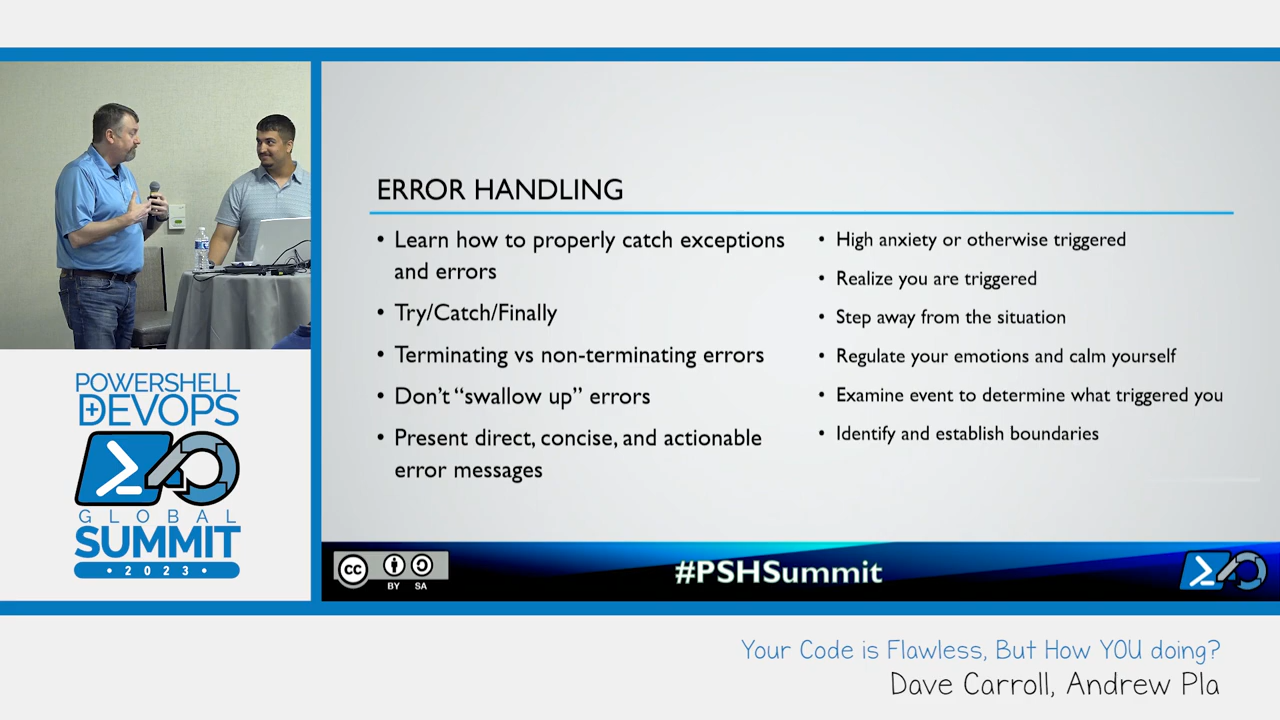 ERROR HANDLING
• Learn how to properly catch exceptions
and errors
• Try/Catch/Finally
• Terminating vs non-terminating errors
• Don't “swallow up” errors
• Present direct, concise, and actionable
error messages
• High anxiety or otherwise triggered
• Realize you are triggered
• Step away from the situation
• Regulate your emotions and calm yourself
• Examine event to determine what triggered you
• Identify and establish boundaries
POWERSHELL
+DEVOPS
GLOBAL
SUMMIT
• 2023 •
cc
BY SA
#PSHSummit
Your Code is Flawless, But How YOU doing?
Dave Carroll, Andrew Pla